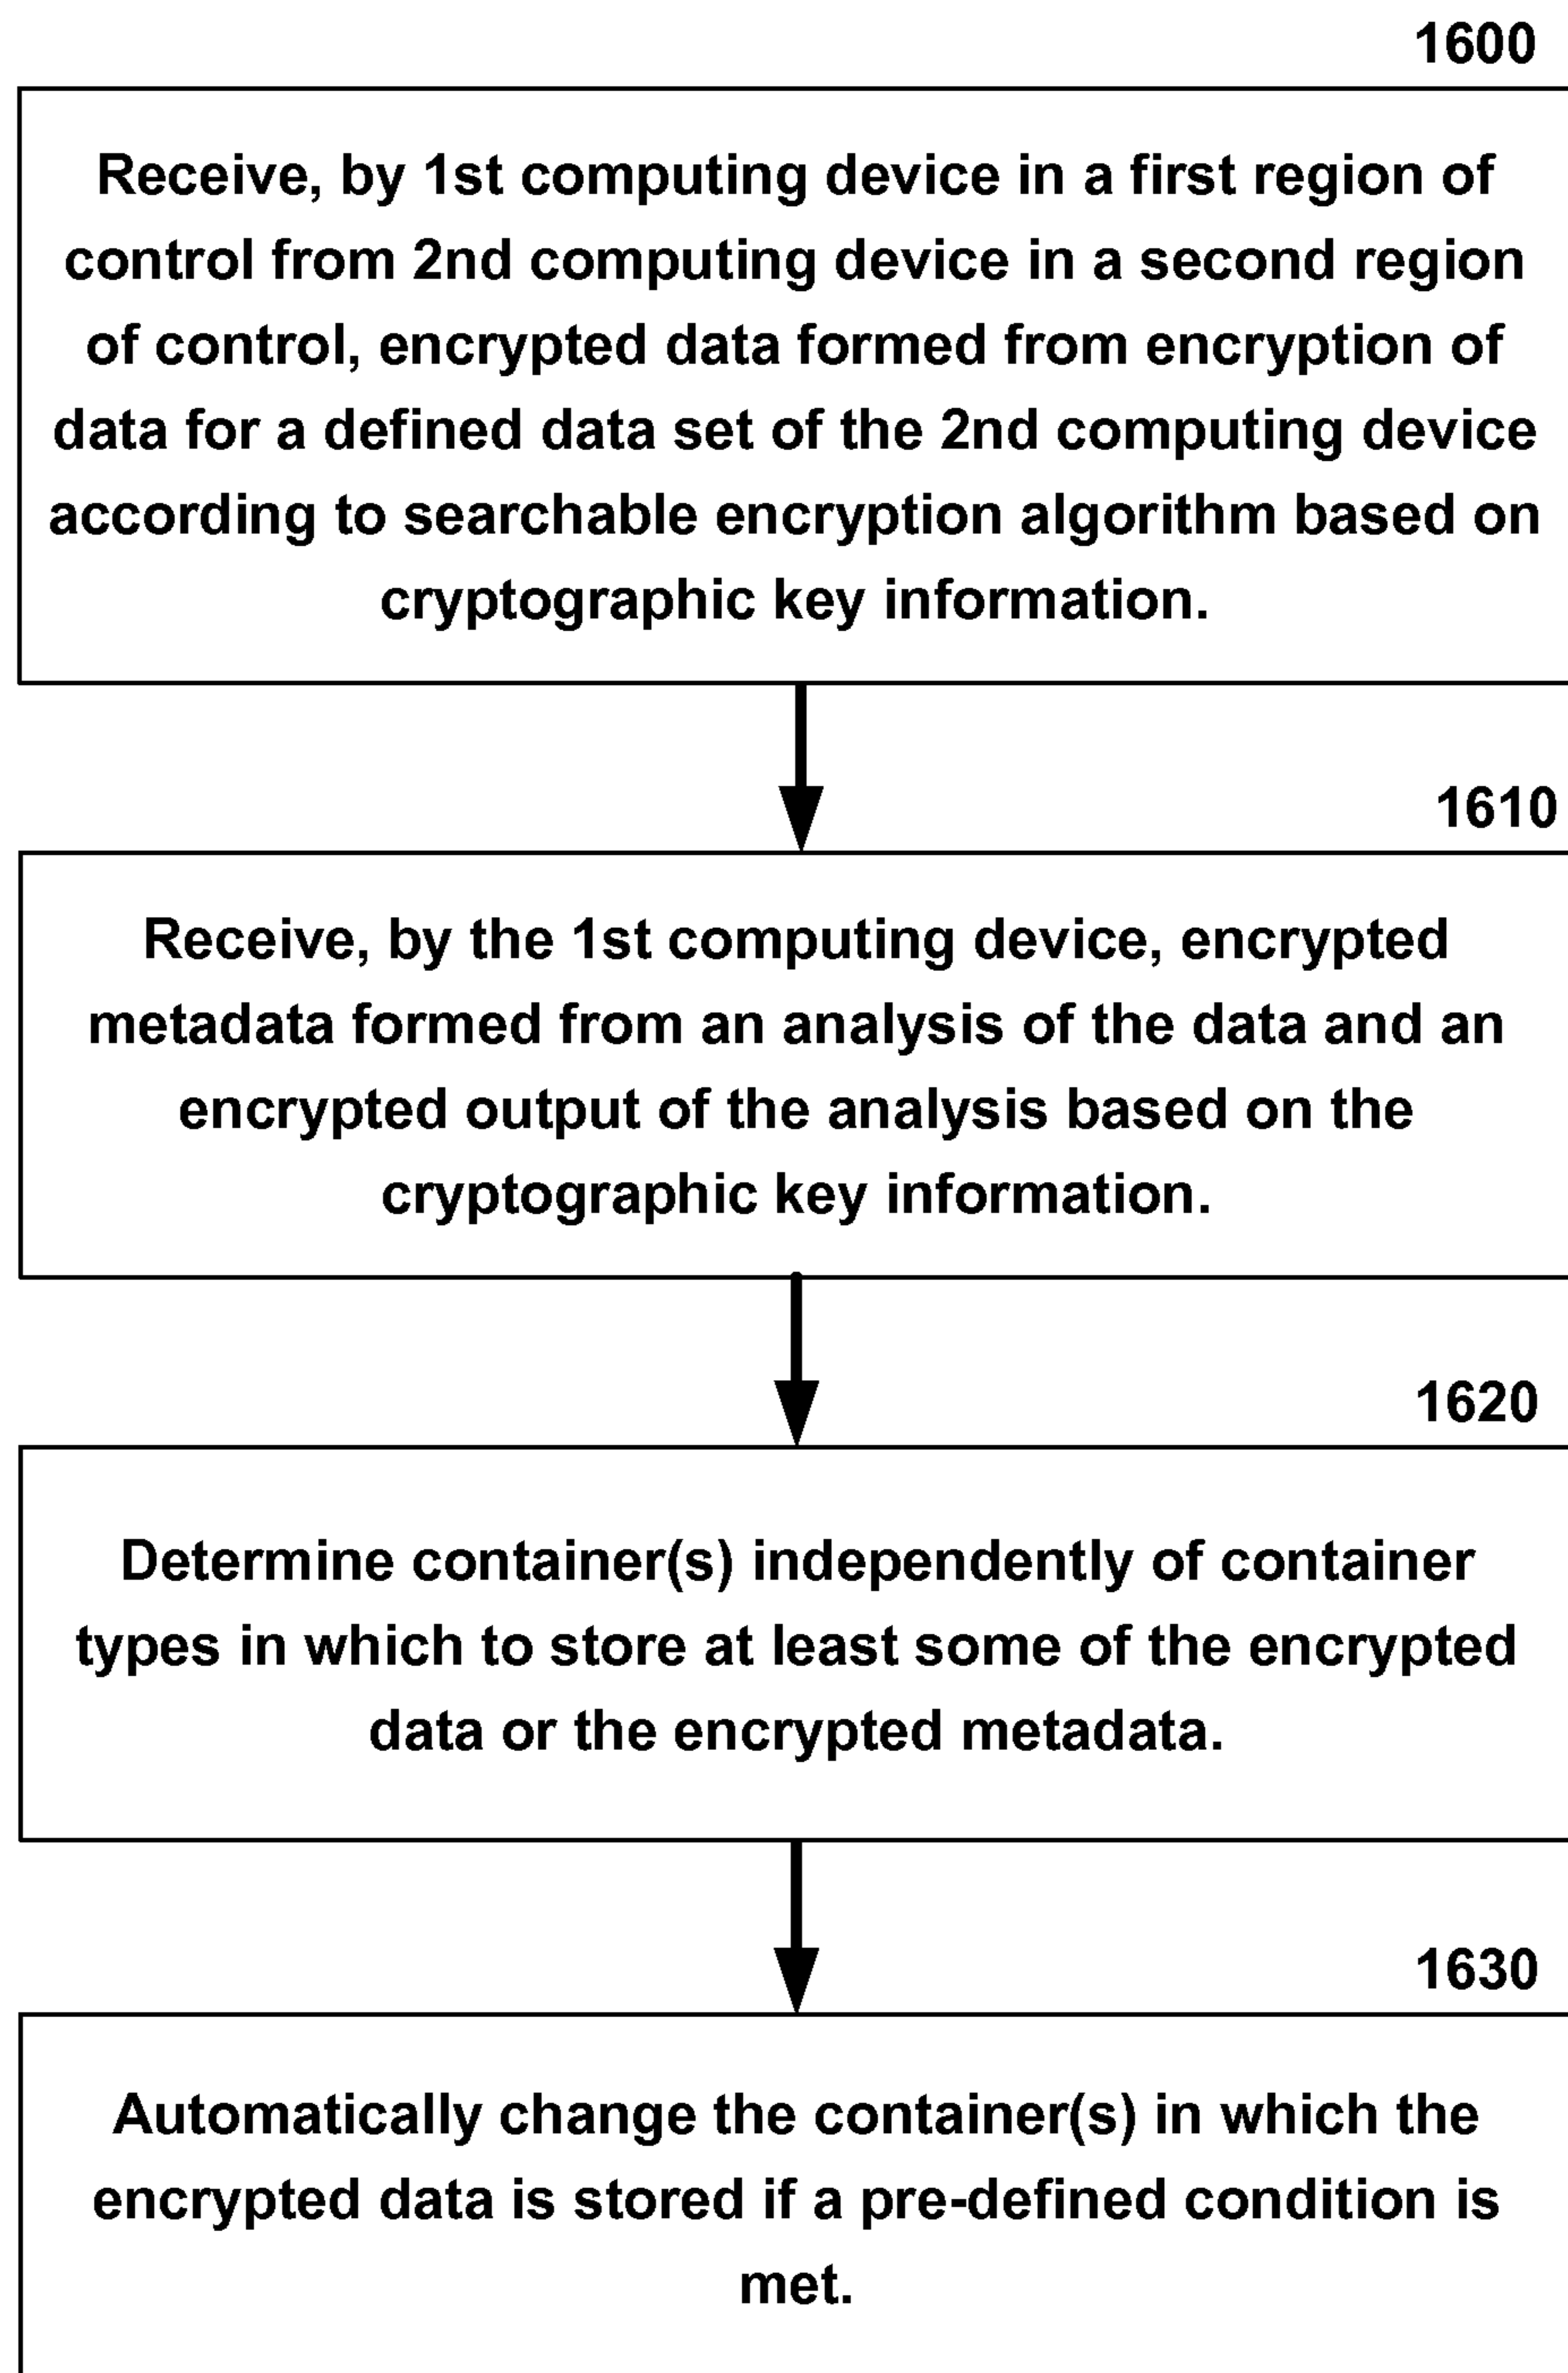 1600
Receive, by 1st computing device in a first region of
control from 2nd computing device in a second region
of control, encrypted data formed from encryption of
data for a defined data set of the 2nd computing device
according to searchable encryption algorithm based on
cryptographic key information.
1610
Receive, by the 1st computing device, encrypted
metadata formed from an analysis of the data and an
encrypted output of the analysis based on the
cryptographic key information.
1620
Determine container(s) independently of container
types in which to store at least some of the encrypted
data or the encrypted metadata.
1630
Automatically change the container(s) in which the
encrypted data is stored if a pre-defined condition is
met.